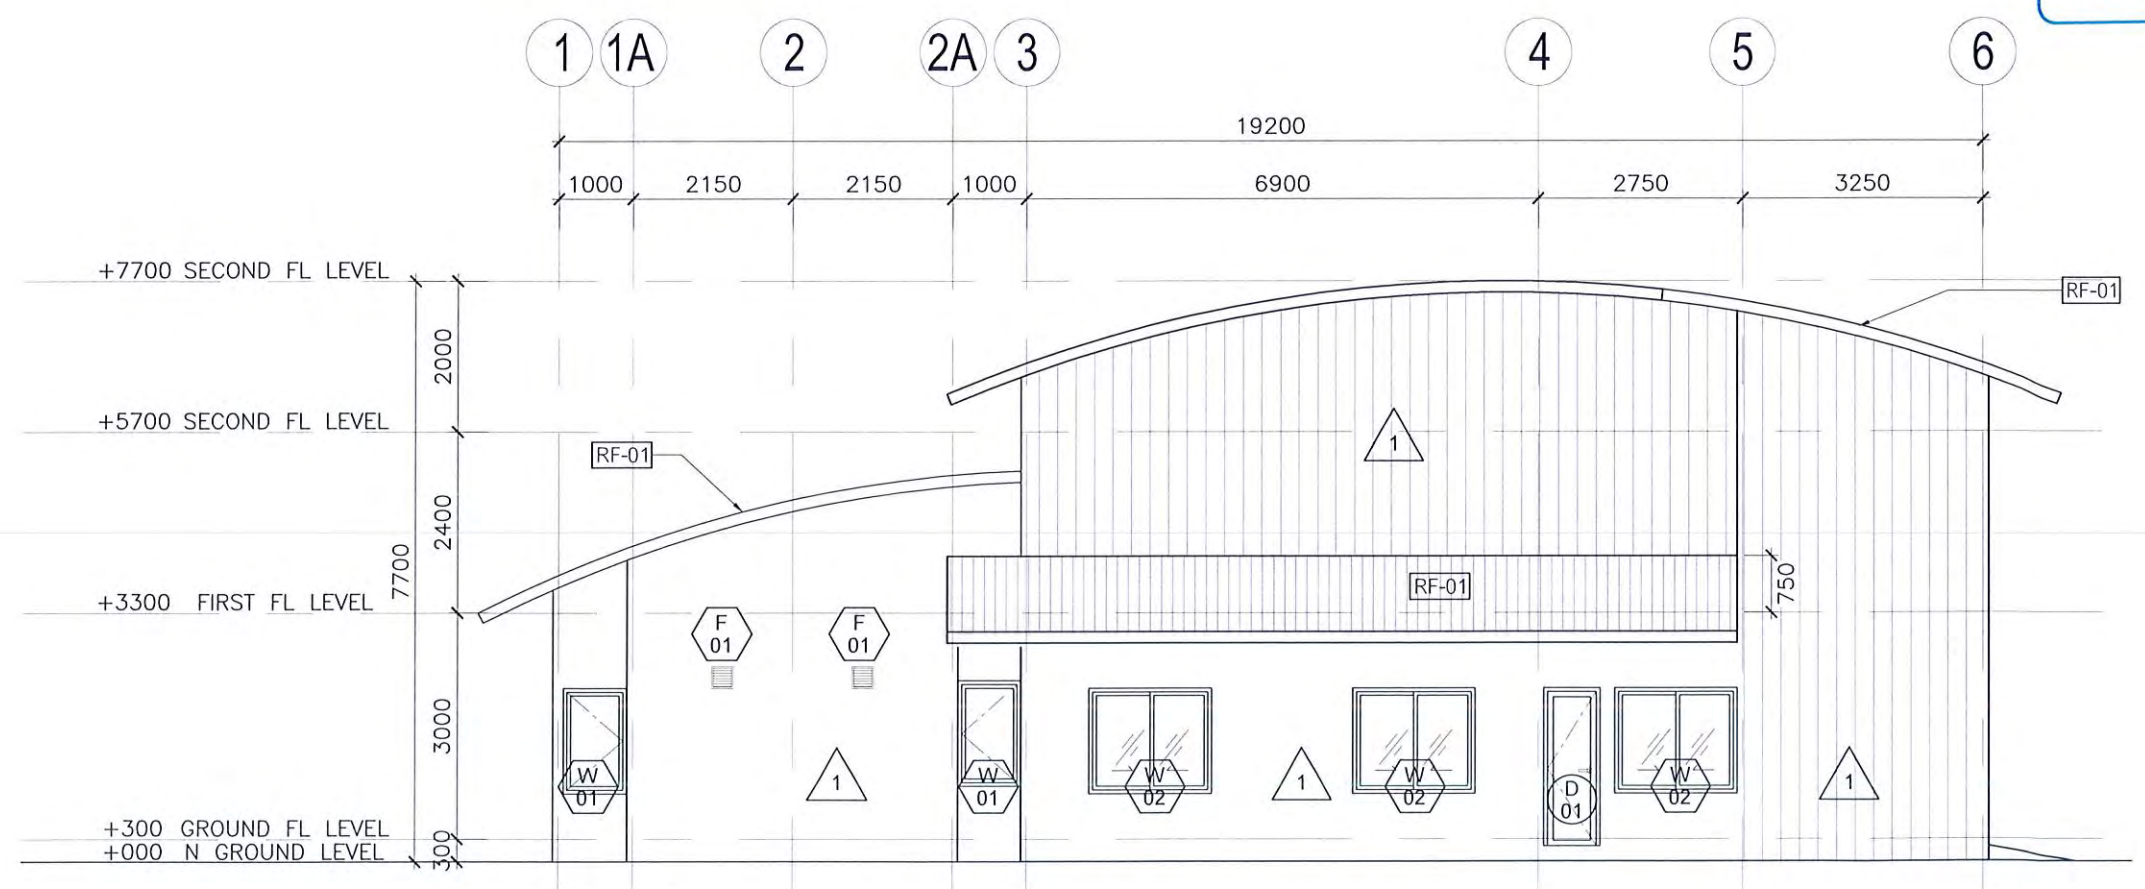 1 1A 2 2A 3 4 5 6
19200
1000 2150 2150 1000 6900 2750 3250
+7700 SECOND FL LEVEL
RF-01
2000
+5700 SECOND FL LEVEL
1
RF-01
2400
7700
750
RF-01
+3300 FIRST FL LEVEL
F
01
F
01
3000
W
01
1
W
01
W
02
1
W
02
D
01
W
02
1
+300 GROUND FL LEVEL
300
+000 N GROUND LEVEL